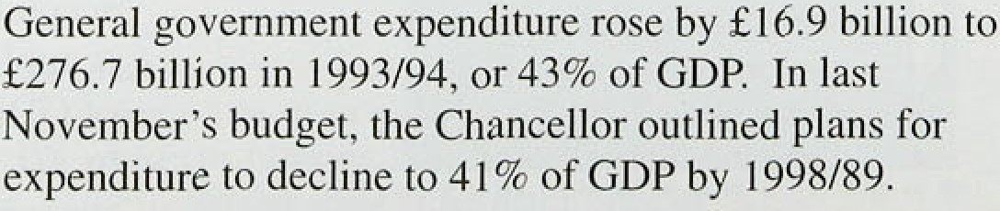 General government expenditure rose by £16.9 billion to
£276.7 billion in 1993/94, or 43% of GDP. In last
November's budget, the Chancellor outlined plans for
expenditure to decline to 41% of GDP by 1998/89.